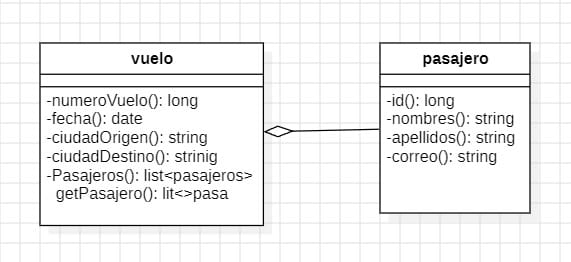 vuelo
-numeroVuelo(): long
-fecha(): date
-ciudadOrigen(): string
-ciudadDestino(): strinig
-Pasajeros(): list<pasajeros>
getPasajero(): lit<>pasa
pasajero
-id(): long
-nombres(): string
-apellidos(): string
-correo(): string